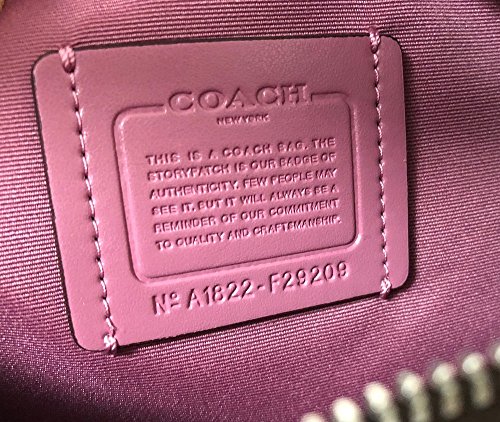 COACH
NEW YORK
THIS IS A COACH BAG. THE
STORYPATCH IS OUR BADGE OF
AUTHENTICITY. FEW PEOPLE MAY
SEE IT. BUT IT WILL ALWAYS BE A
REMINDER OF OUR COMMITMENT
TO QUALITY AND CRAFTSMANSHIP.
Nº A1822-F29209